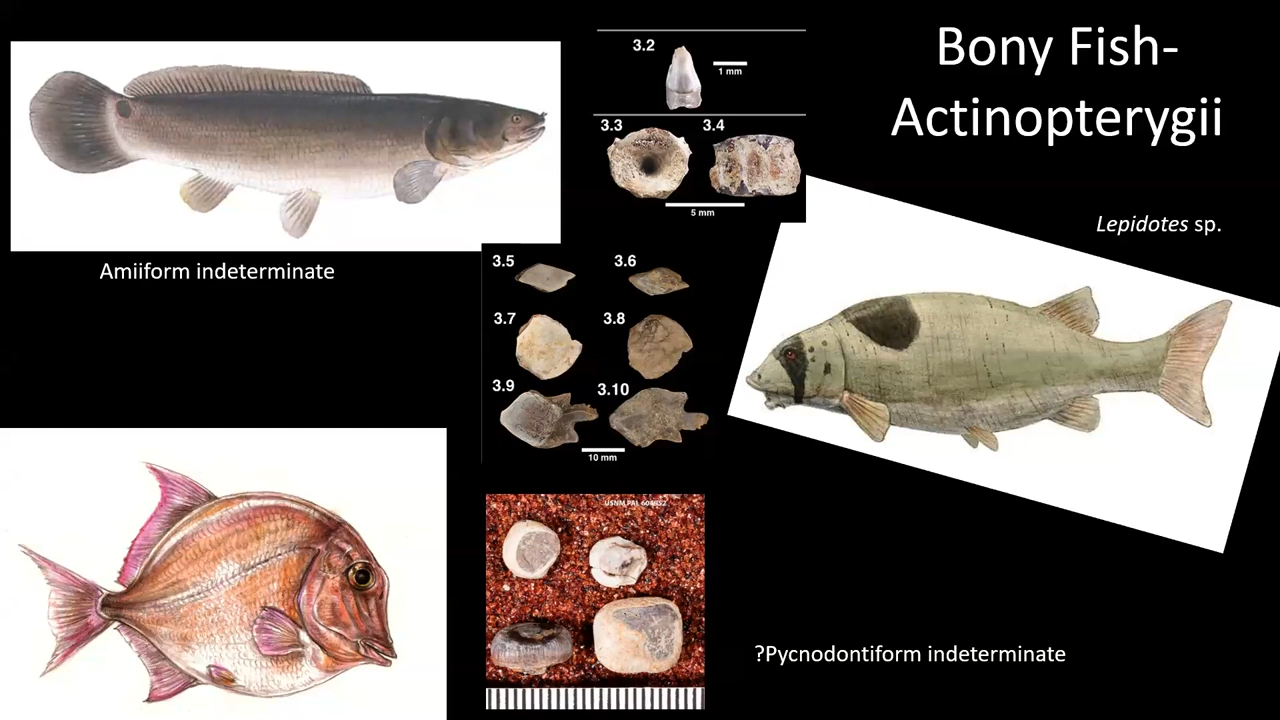 Bony Fish-
Actinopterygii
3.2
1 mm
3.3
3.4
5 mm
Lepidotes sp.
Amiiform indeterminate
3.5
3.6
3.7
3.8
3.9
3.10
10 mm
?Pycnodontiform indeterminate